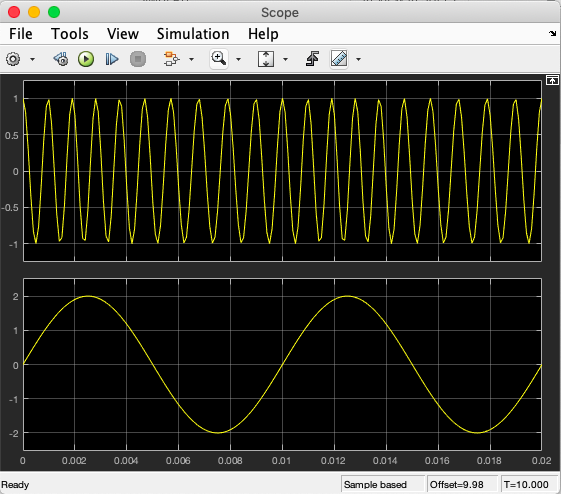 Scope
File Tools View Simulation Help
1
0.5
0
-0.5
-1
2
1
0
-1
-2
0 0.002 0.004 0.006 0.008 0.01 0.012 0.014 0.016 0.018 0.02
Ready Sample based Offset=9.98 T=10.000